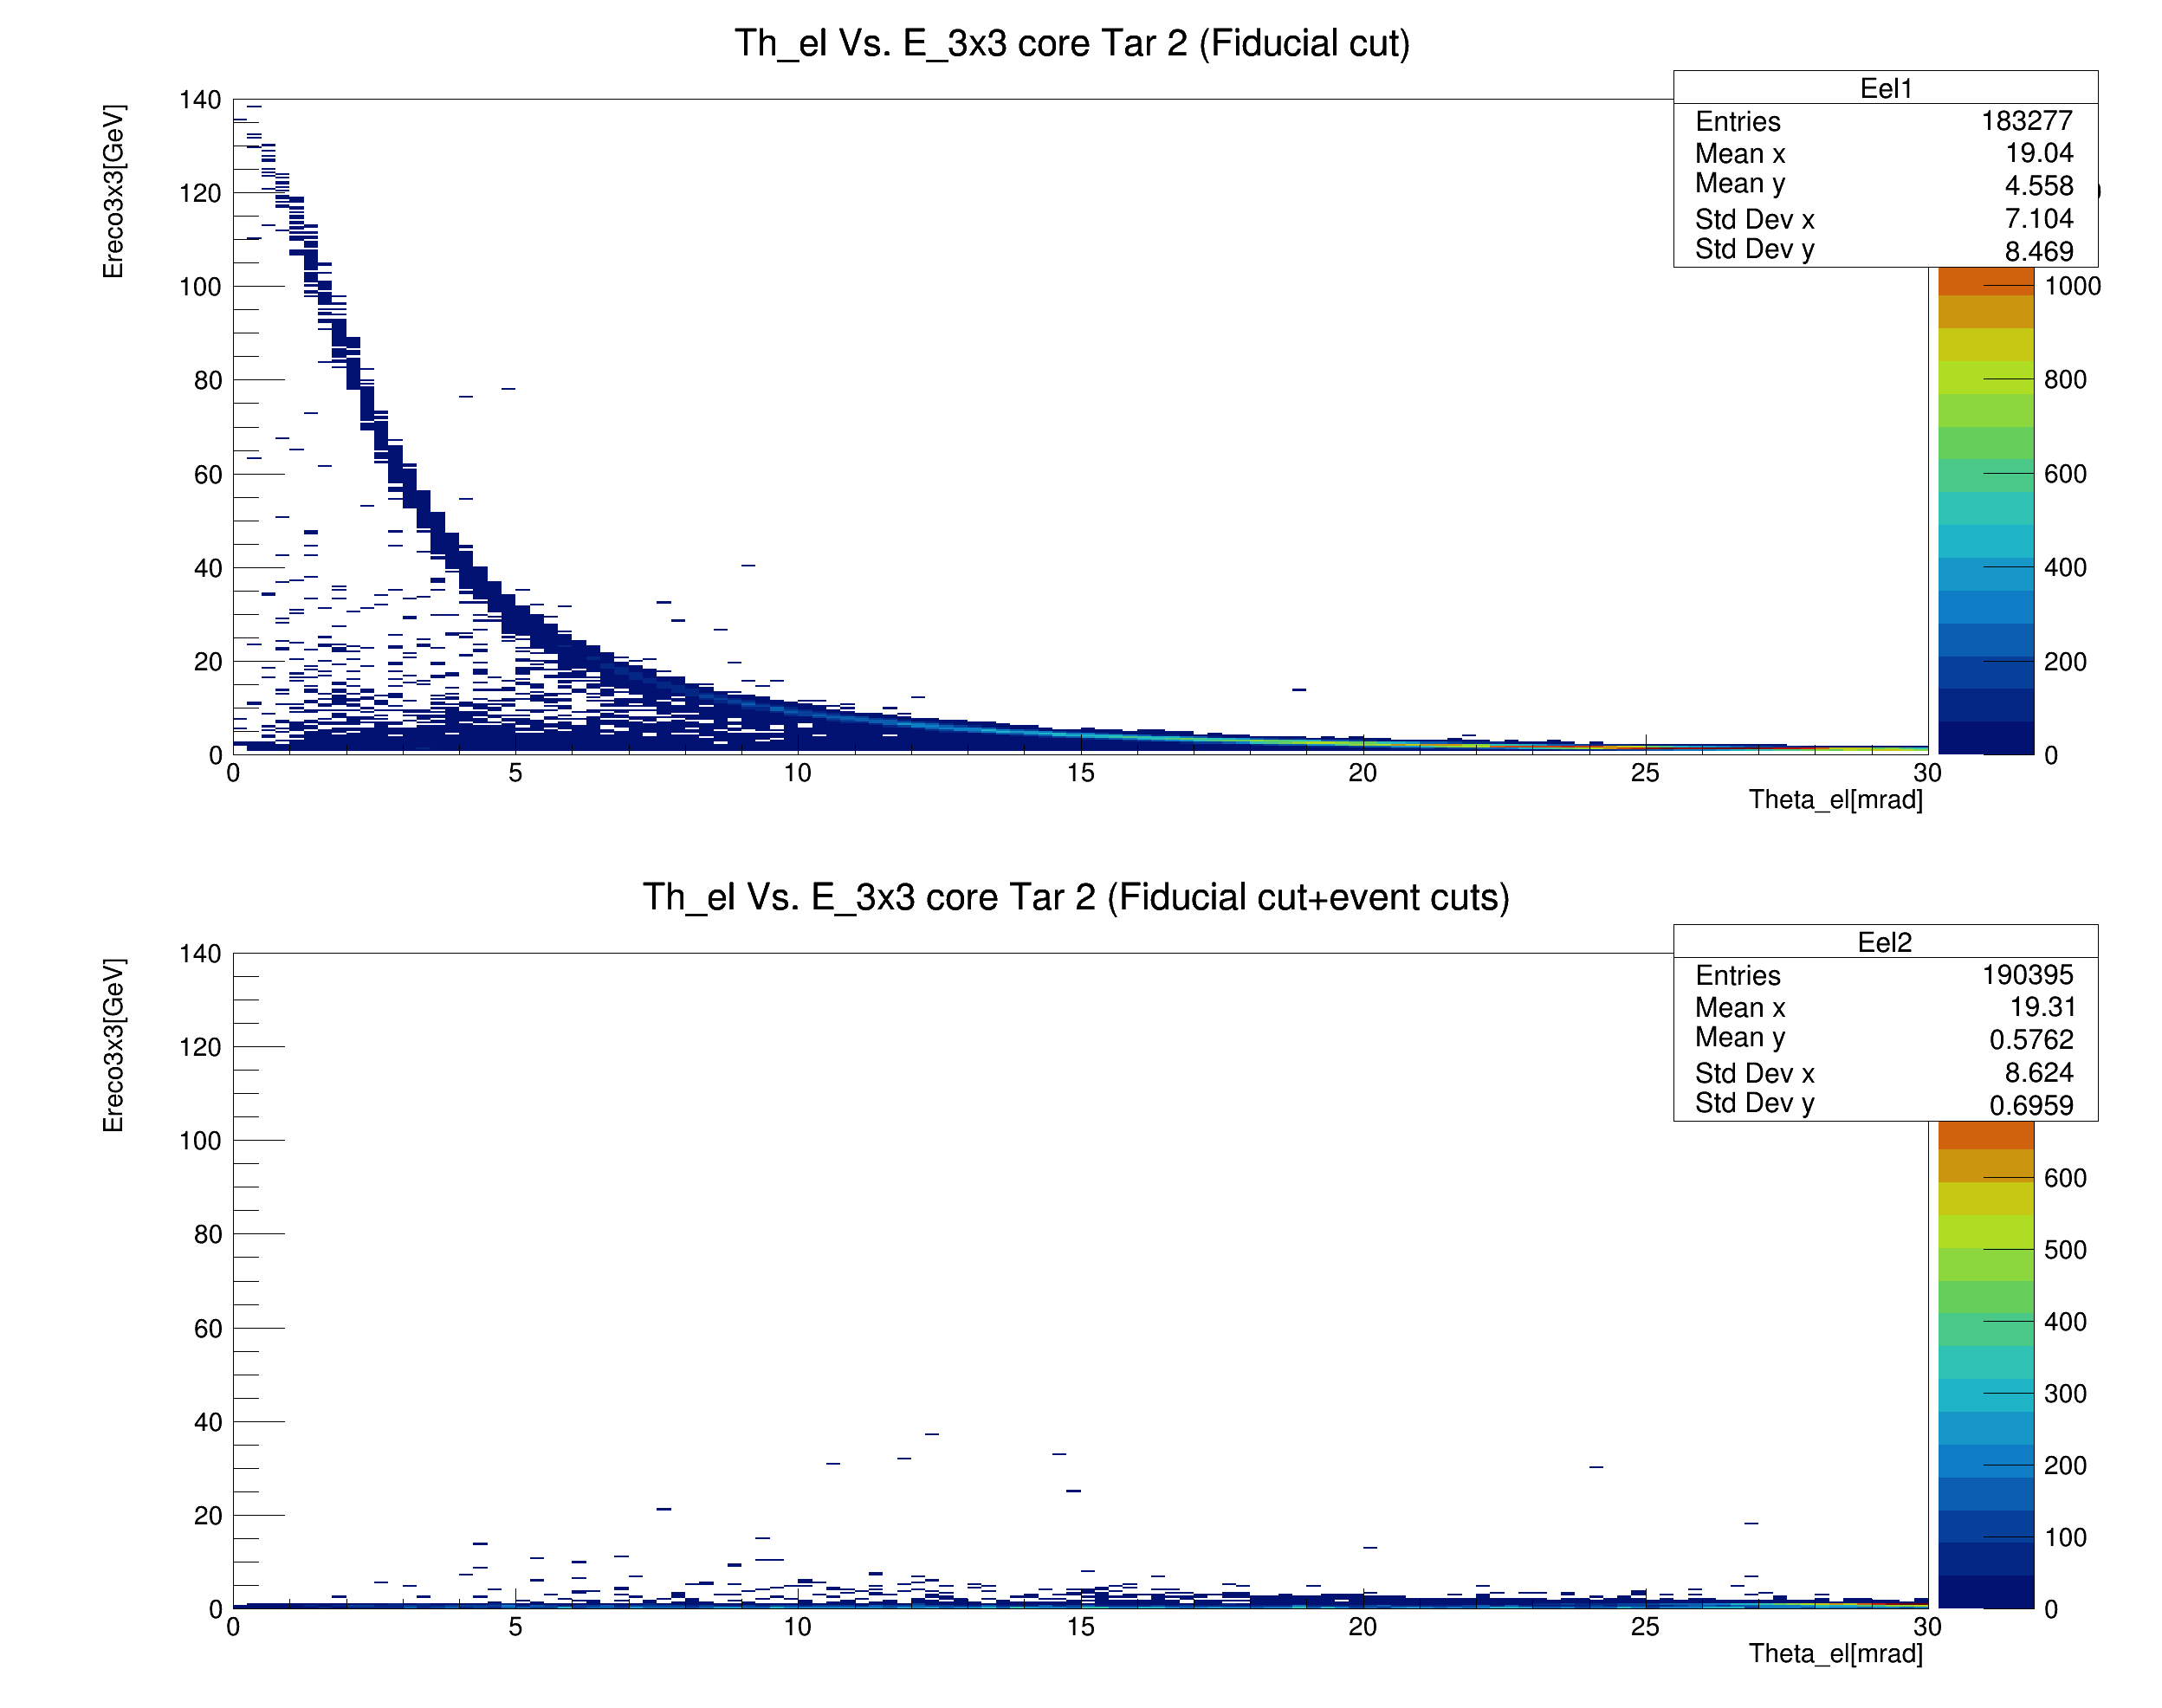 Th_el Vs. E_3x3 core Tar 2 (Fiducial cut)
Eel1
Entries 183277
Mean x 19.04
Mean y 4.558
Std Dev x 7.104
Std Dev y 8.469
Ereco3x3[GeV]
140
120
100
80
60
40
20
0
0 5 10 15 20 25 30
Theta_el[mrad]
1000
800
600
400
200
0
Th_el Vs. E_3x3 core Tar 2 (Fiducial cut+event cuts)
Eel2
Entries 190395
Mean x 19.31
Mean y 0.5762
Std Dev x 8.624
Std Dev y 0.6959
Ereco3x3[GeV]
140
120
100
80
60
40
20
0
0 5 10 15 20 25 30
Theta_el[mrad]
600
500
400
300
200
100
0